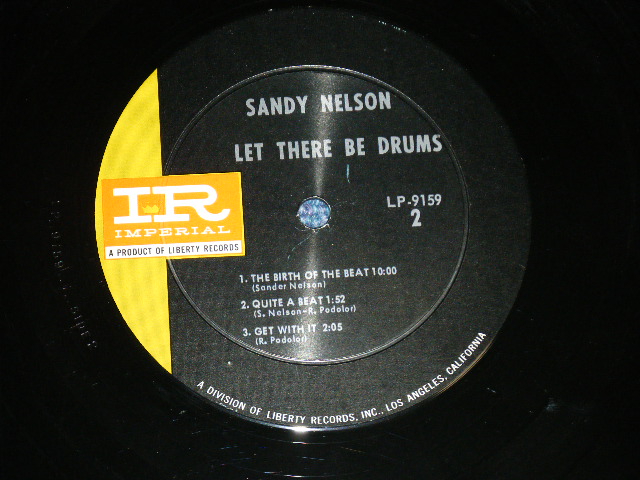 SANDY NELSON
LET THERE BE DRUMS
LP-9159
2
IR
IMPERIAL
A PRODUCT OF LIBERTY RECORDS
1. THE BIRTH OF THE BEAT 10:00
(Sander Nelson)
2. QUITE A BEAT 1:52
(S. Nelson-R. Podolor)
3. GET WITH IT 2:05
(R. Podolor)
A DIVISION OF LIBERTY RECORDS, INC., LOS ANGELES, CALIFORNIA